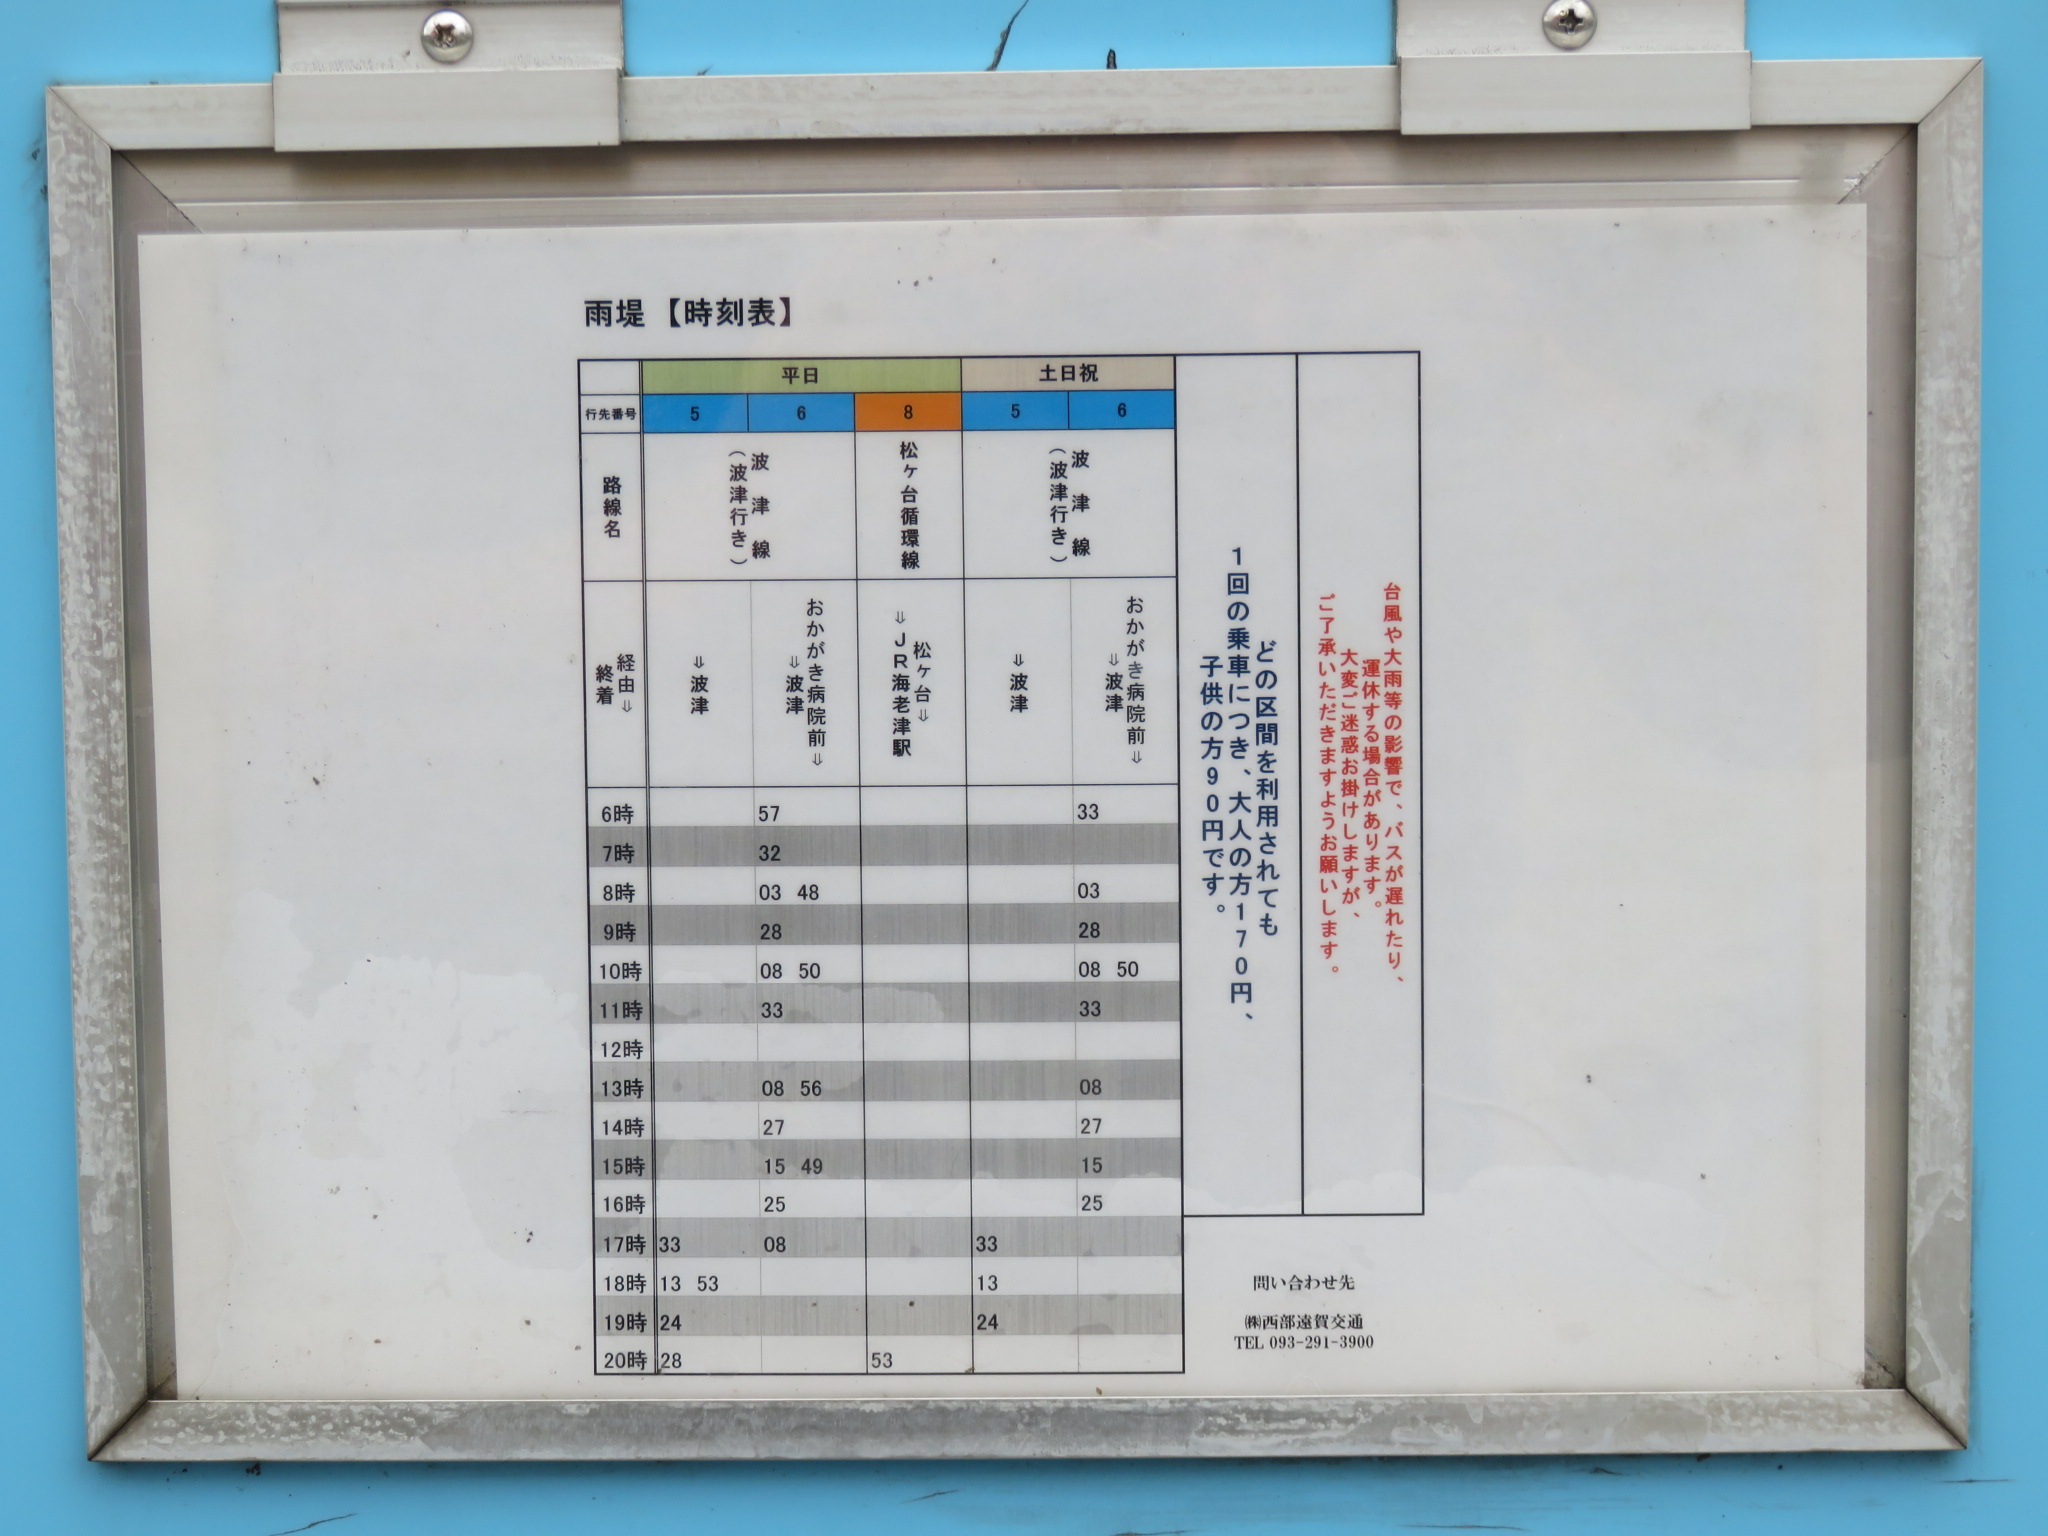 雨堤 【時刻表】
平日 土日祝
行先番号 5 6 8 5 6
路線名 波津線（波津行き） 松ヶ台循環線 波津線（波津行き）
経由⇓終着 ⇓波津 おかがき病院前⇓⇓波津 松ヶ台⇓⇓JR海老津駅 ⇓波津 おかがき病院前⇓⇓波津
6時 57 33
7時 32
8時 03 48 03
9時 28 28
10時 08 50 08 50
11時 33 33
12時
13時 08 56 08
14時 27 27
15時 15 49 15
16時 25 25
17時 33 08 33
18時 13 53 13
19時 24 24
20時 28 53
どの区間を利用されても
1回の乗車につき、大人の方170円、
子供の方90円です。
台風や大雨等の影響で、バスが遅れたり、
運休する場合があります。
大変ご迷惑お掛けしますが、
ご了承いただきますようお願いします。
問い合わせ先
㈱西部遠賀交通
TEL 093-291-3900